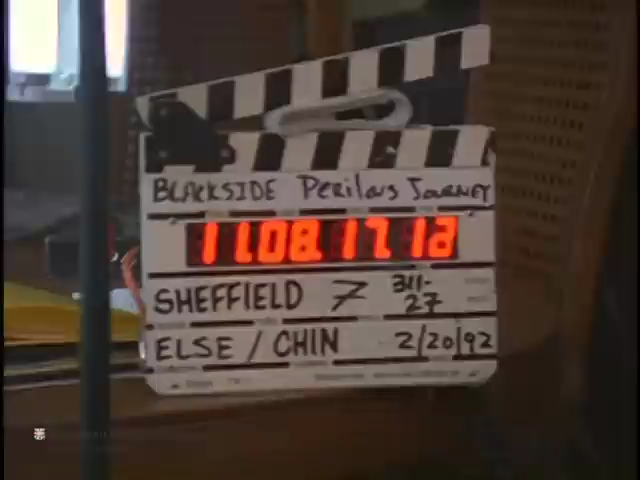 BLACKSIDE Perilous Journey
11:08:17:12
SHEFFIELD 7 311-27
ELSE / CHIN 2/20/92